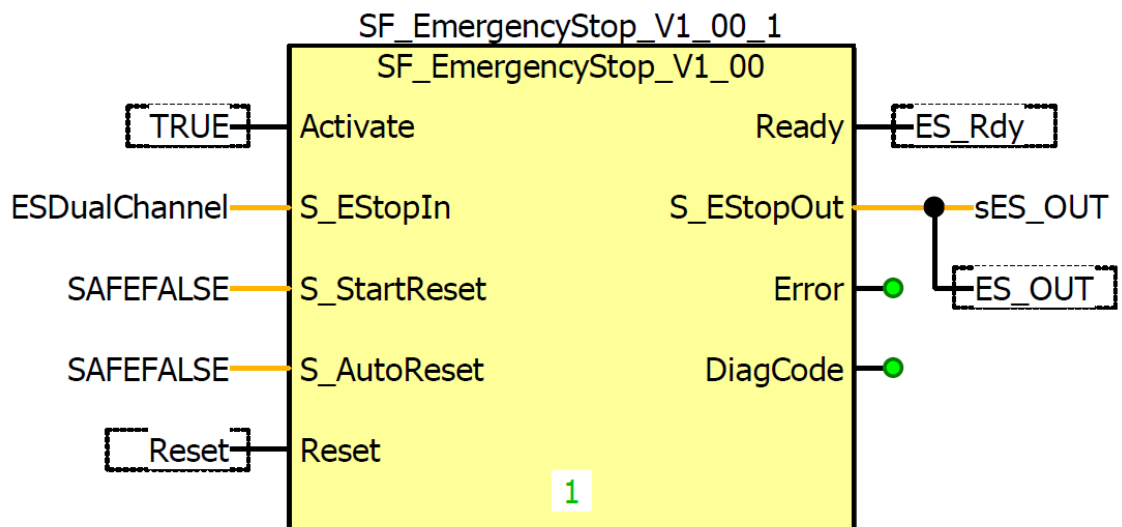 SF_EmergencyStop_V1_00_1
SF_EmergencyStop_V1_00
TRUE Activate Ready ES_Rdy
ESDualChannel S_EStopIn S_EStopOut sES_OUT
SAFEFALSE S_StartReset Error ES_OUT
SAFEFALSE S_AutoReset DiagCode
Reset Reset
1